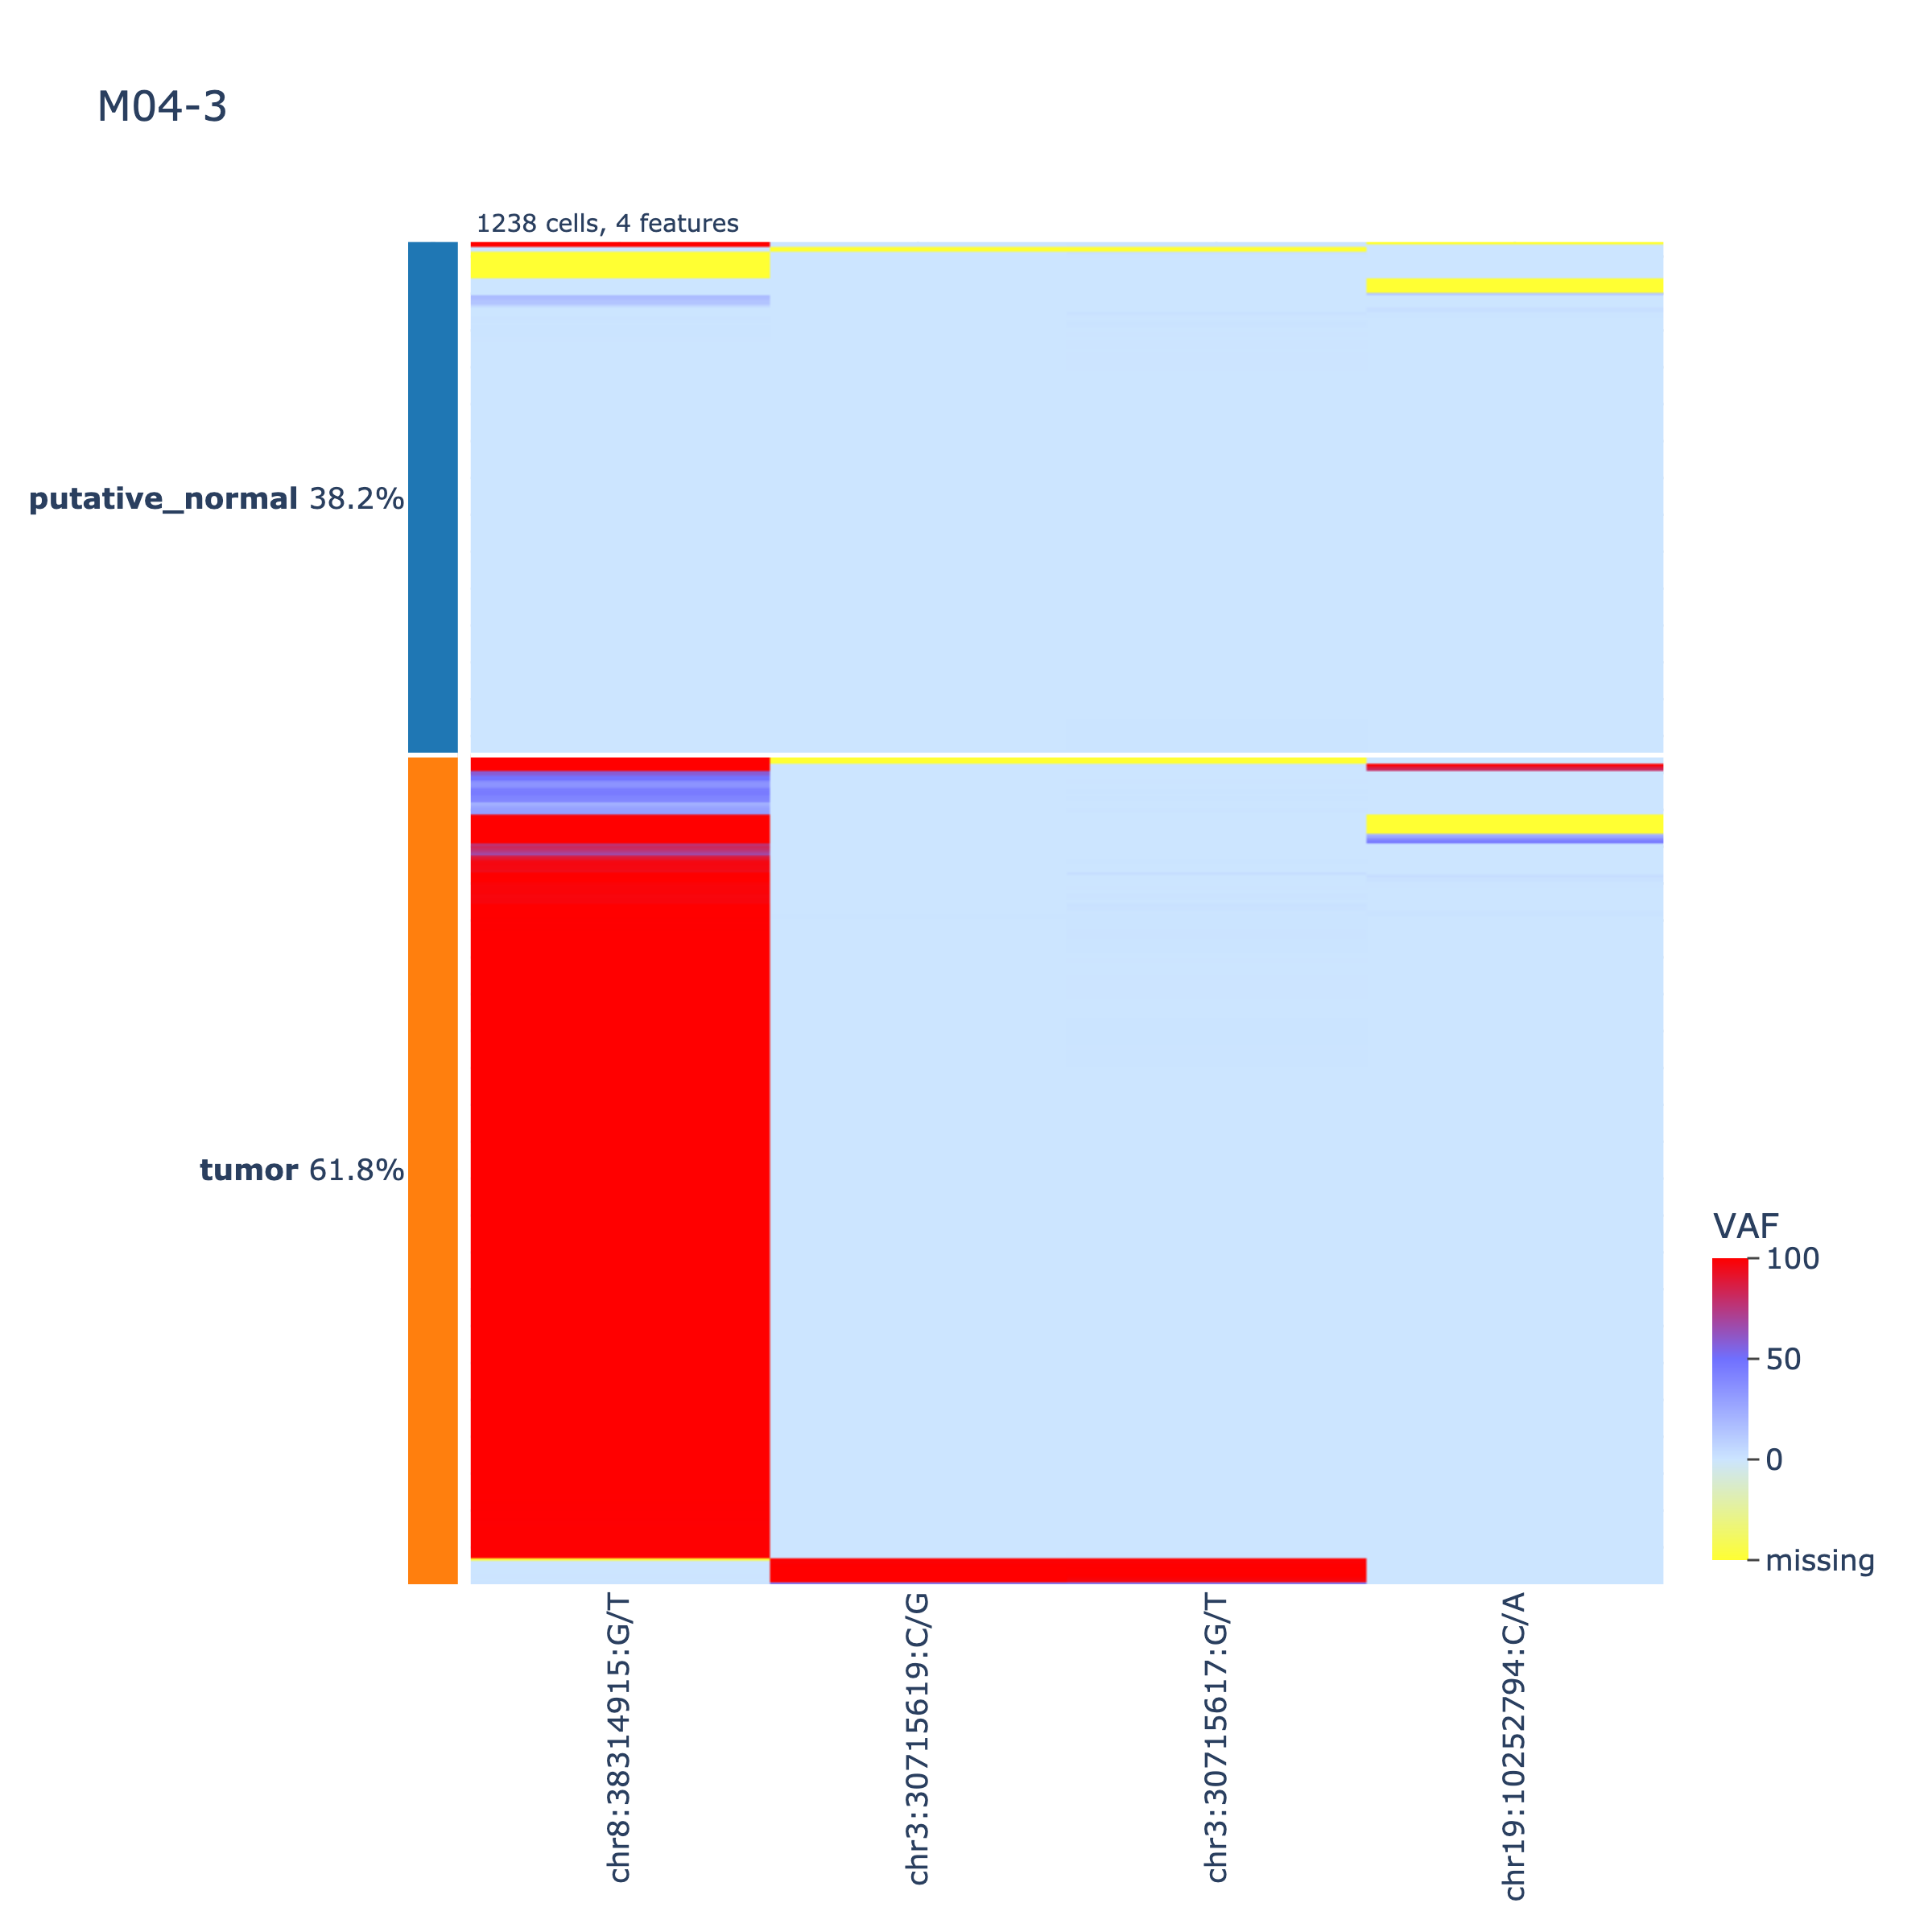 M04-3
1238 cells, 4 features
putative_normal 38.2%
tumor 61.8%
VAF
100
50
0
missing
chr8:38314915:G/T
chr3:30715619:C/G
chr3:30715617:G/T
chr19:10252794:C/A